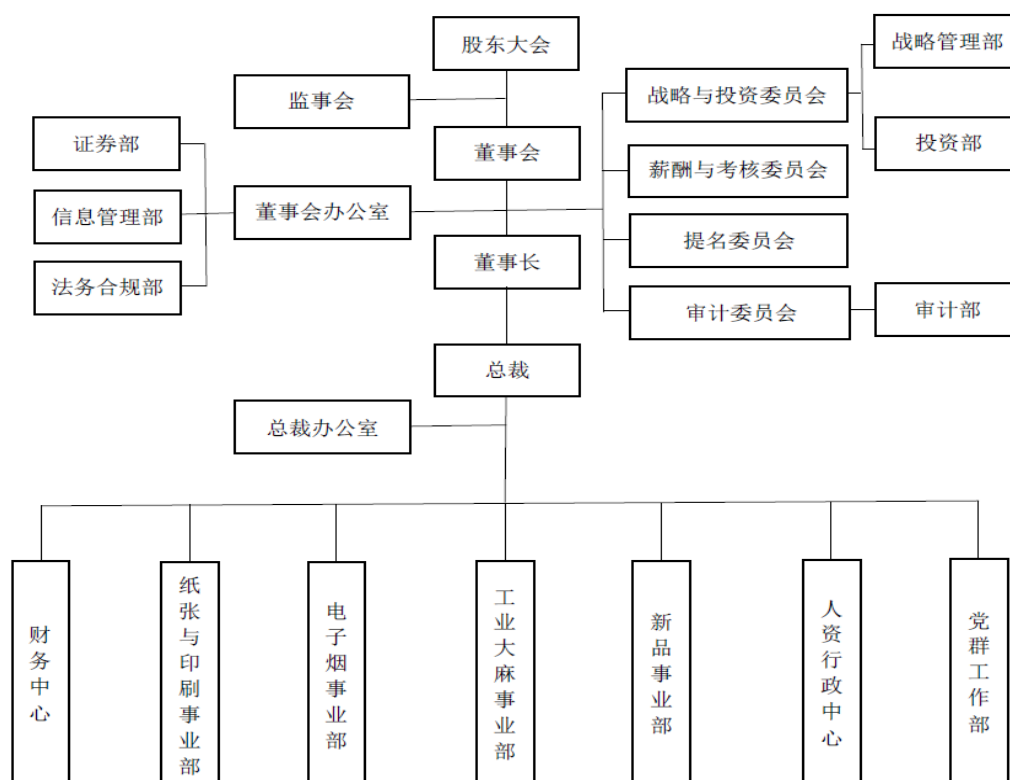 股东大会
战略管理部
监事会
战略与投资委员会
证券部
董事会
投资部
薪酬与考核委员会
信息管理部
董事会办公室
提名委员会
董事长
法务合规部
审计委员会
审计部
总裁
总裁办公室
财务中心
纸张与印刷事业部
电子烟事业部
工业大麻事业部
新品事业部
人资行政中心
党群工作部